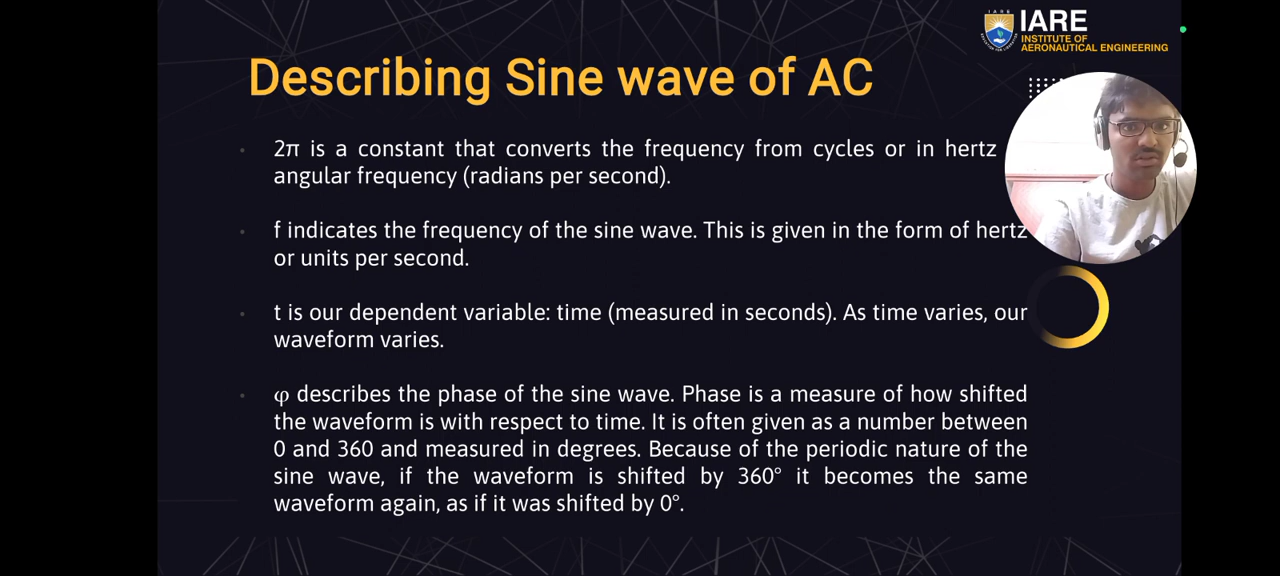 IARE
IARE
INSTITUTE OF
AERONAUTICAL ENGINEERING
Describing Sine wave of AC
2π is a constant that converts the frequency from cycles or in hertz
angular frequency (radians per second).
f indicates the frequency of the sine wave. This is given in the form of hertz
or units per second.
t is our dependent variable: time (measured in seconds). As time varies, our
waveform varies.
φ describes the phase of the sine wave. Phase is a measure of how shifted
the waveform is with respect to time. It is often given as a number between
0 and 360 and measured in degrees. Because of the periodic nature of the
sine wave, if the waveform is shifted by 360° it becomes the same
waveform again, as if it was shifted by 0°.